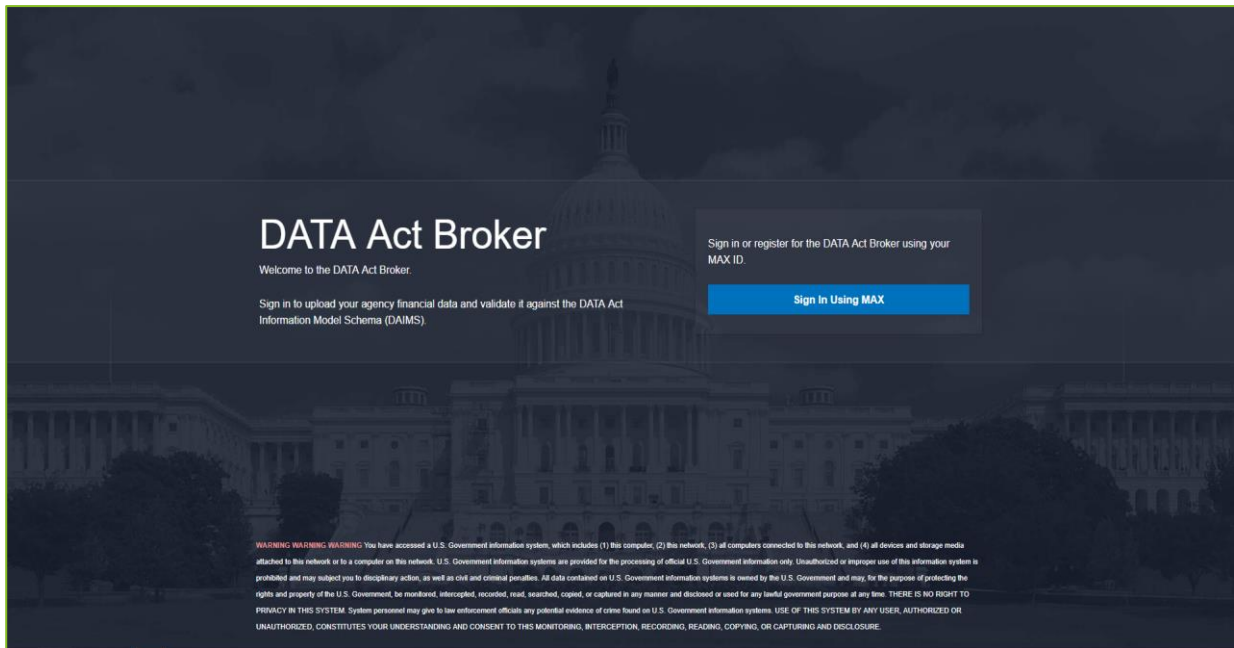 DATA Act Broker
Welcome to the DATA Act Broker.
Sign in to upload your agency financial data and validate it against the DATA Act
Information Model Schema (DAIMS).
Sign in or register for the DATA Act Broker using your
MAX ID.
Sign In Using MAX
WARNING WARNING WARNING You have accessed a U.S. Government information system, which includes (1) this computer, (2) this network, (3) all computers connected to this network, and (4) all devices and storage media
attached to this network or to a computer on this network. U.S. Government information systems are provided for the processing of official U.S. Government information only. Unauthorized or improper use of this information system is
prohibited and may subject you to disciplinary action, as well as civil and criminal penalties. All data contained on U.S. Government information systems is owned by the U.S. Government and may, for the purpose of protecting the
rights and property of the U.S. Government, be monitored, intercepted, recorded, read, searched, copied, or captured in any manner and disclosed or used for any lawful government purpose at any time. THERE IS NO RIGHT TO
PRIVACY IN THIS SYSTEM. System personnel may give to law enforcement officials any potential evidence of crime found on U.S. Government information systems. USE OF THIS SYSTEM BY ANY USER, AUTHORIZED OR
UNAUTHORIZED, CONSTITUTES YOUR UNDERSTANDING AND CONSENT TO THIS MONITORING, INTERCEPTION, RECORDING, READING, COPYING, OR CAPTURING AND DISCLOSURE.